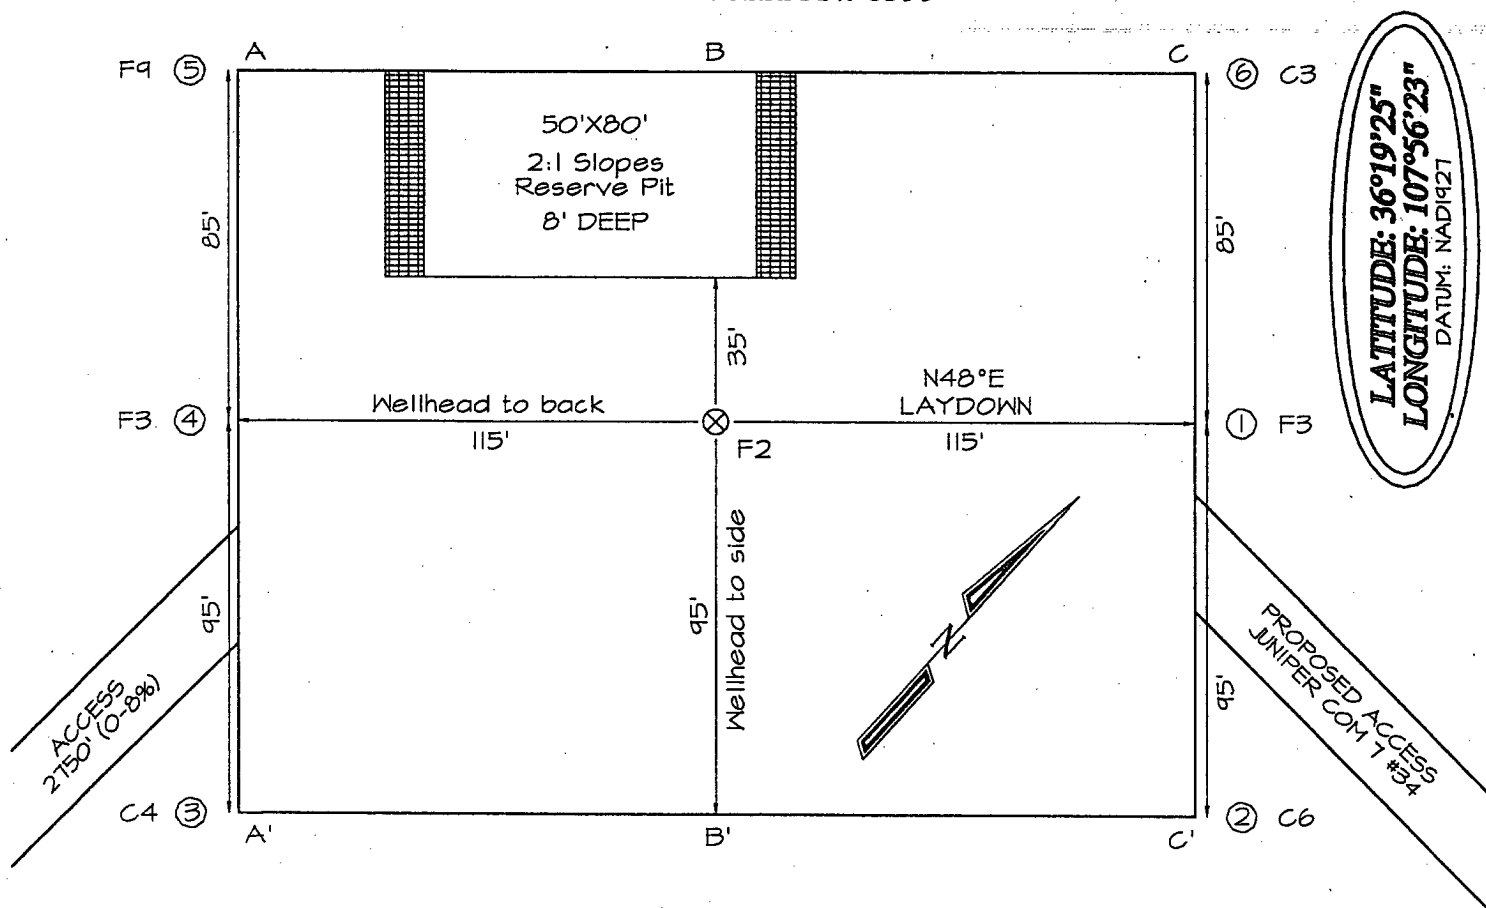 A
B
C
F9 ⑤
⑥ C3
50'X80'
2:1 Slopes
Reserve Pit
8' DEEP
85'
85'
35'
LATITUDE: 36°19'25"
LONGITUDE: 107°56'23"
DATUM: NAD1927
N48°E
LAYDOWN
Wellhead to back
F3 ④
① F3
115'
115'
F2
Wellhead to side
95'
95'
95'
N
ACCESS
2750' (0-8%)
PROPOSED ACCESS
JUNIPER COM 7 #34
C4 ③
② C6
A'
B'
C'